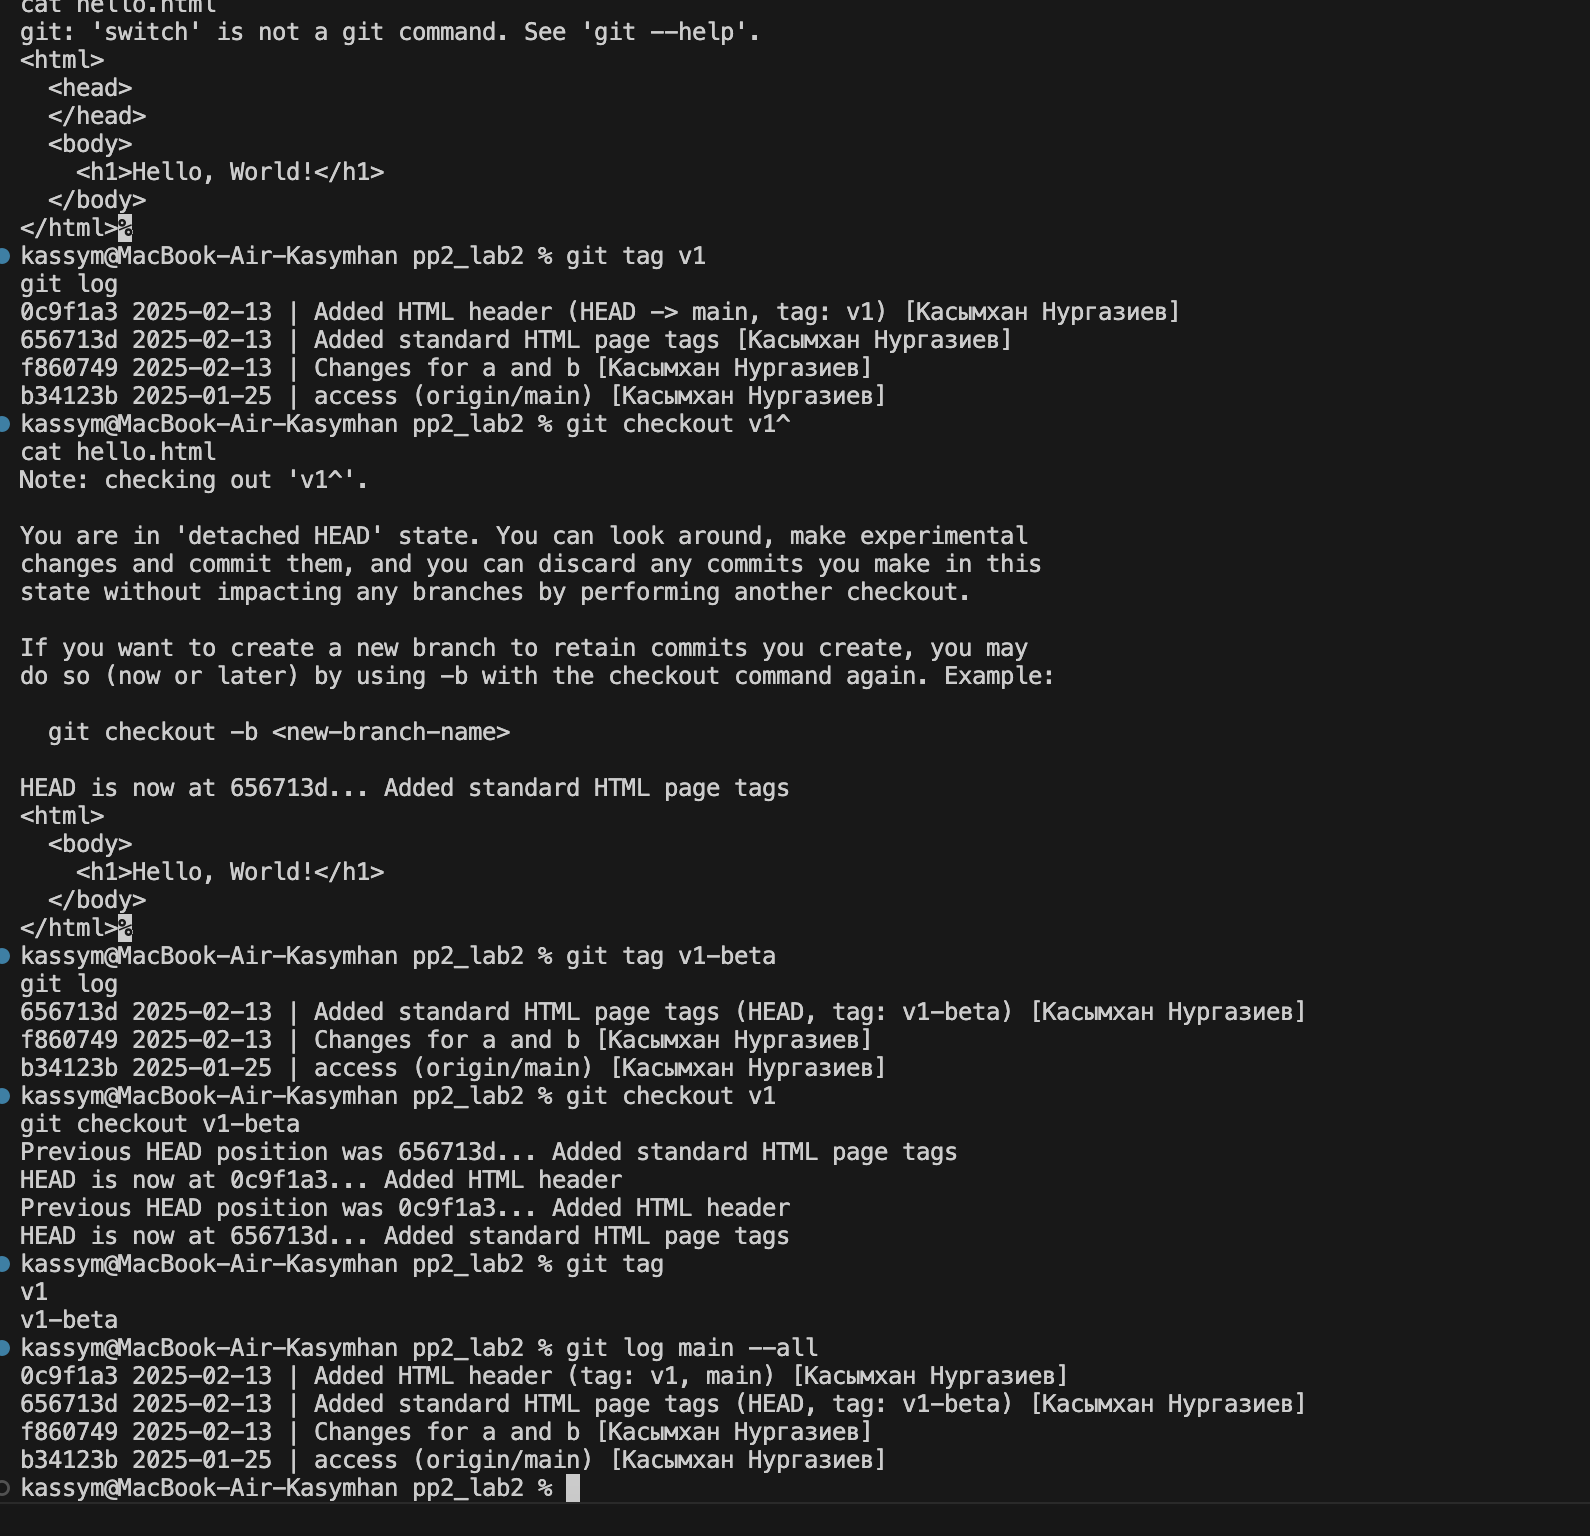 cat hello.html
git: 'switch' is not a git command. See 'git --help'.
<html>
  <head>
  </head>
  <body>
    <h1>Hello, World!</h1>
  </body>
</html>%
kassym@MacBook-Air-Kasymhan pp2_lab2 % git tag v1
git log
0c9f1a3 2025-02-13 | Added HTML header (HEAD -> main, tag: v1) [Касымхан Нургазиев]
656713d 2025-02-13 | Added standard HTML page tags [Касымхан Нургазиев]
f860749 2025-02-13 | Changes for a and b [Касымхан Нургазиев]
b34123b 2025-01-25 | access (origin/main) [Касымхан Нургазиев]
kassym@MacBook-Air-Kasymhan pp2_lab2 % git checkout v1^
cat hello.html
Note: checking out 'v1^'.

You are in 'detached HEAD' state. You can look around, make experimental
changes and commit them, and you can discard any commits you make in this
state without impacting any branches by performing another checkout.

If you want to create a new branch to retain commits you create, you may
do so (now or later) by using -b with the checkout command again. Example:

  git checkout -b <new-branch-name>

HEAD is now at 656713d... Added standard HTML page tags
<html>
  <body>
    <h1>Hello, World!</h1>
  </body>
</html>%
kassym@MacBook-Air-Kasymhan pp2_lab2 % git tag v1-beta
git log
656713d 2025-02-13 | Added standard HTML page tags (HEAD, tag: v1-beta) [Касымхан Нургазиев]
f860749 2025-02-13 | Changes for a and b [Касымхан Нургазиев]
b34123b 2025-01-25 | access (origin/main) [Касымхан Нургазиев]
kassym@MacBook-Air-Kasymhan pp2_lab2 % git checkout v1
git checkout v1-beta
Previous HEAD position was 656713d... Added standard HTML page tags
HEAD is now at 0c9f1a3... Added HTML header
Previous HEAD position was 0c9f1a3... Added HTML header
HEAD is now at 656713d... Added standard HTML page tags
kassym@MacBook-Air-Kasymhan pp2_lab2 % git tag
v1
v1-beta
kassym@MacBook-Air-Kasymhan pp2_lab2 % git log main --all
0c9f1a3 2025-02-13 | Added HTML header (tag: v1, main) [Касымхан Нургазиев]
656713d 2025-02-13 | Added standard HTML page tags (HEAD, tag: v1-beta) [Касымхан Нургазиев]
f860749 2025-02-13 | Changes for a and b [Касымхан Нургазиев]
b34123b 2025-01-25 | access (origin/main) [Касымхан Нургазиев]
kassym@MacBook-Air-Kasymhan pp2_lab2 %